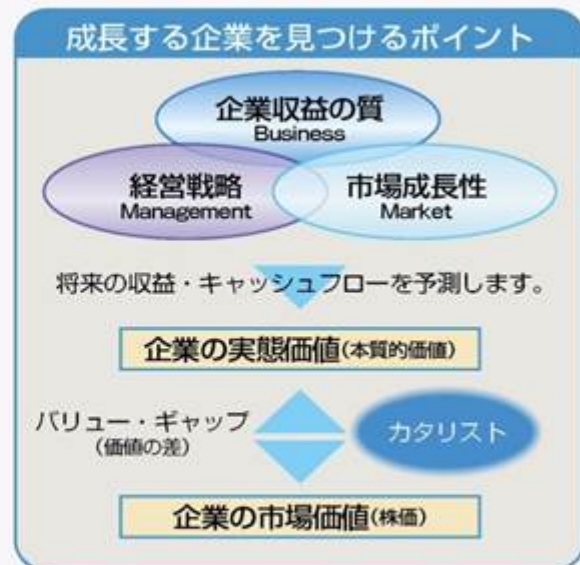 成長する企業を見つけるポイント
企業収益の質
Business
経営戦略
Management
市場成長性
Market
将来の収益・キャッシュフローを予測します。
企業の実態価値(本質的価値)
バリュー・ギャップ
(価値の差)
カタリスト
企業の市場価値(株価)